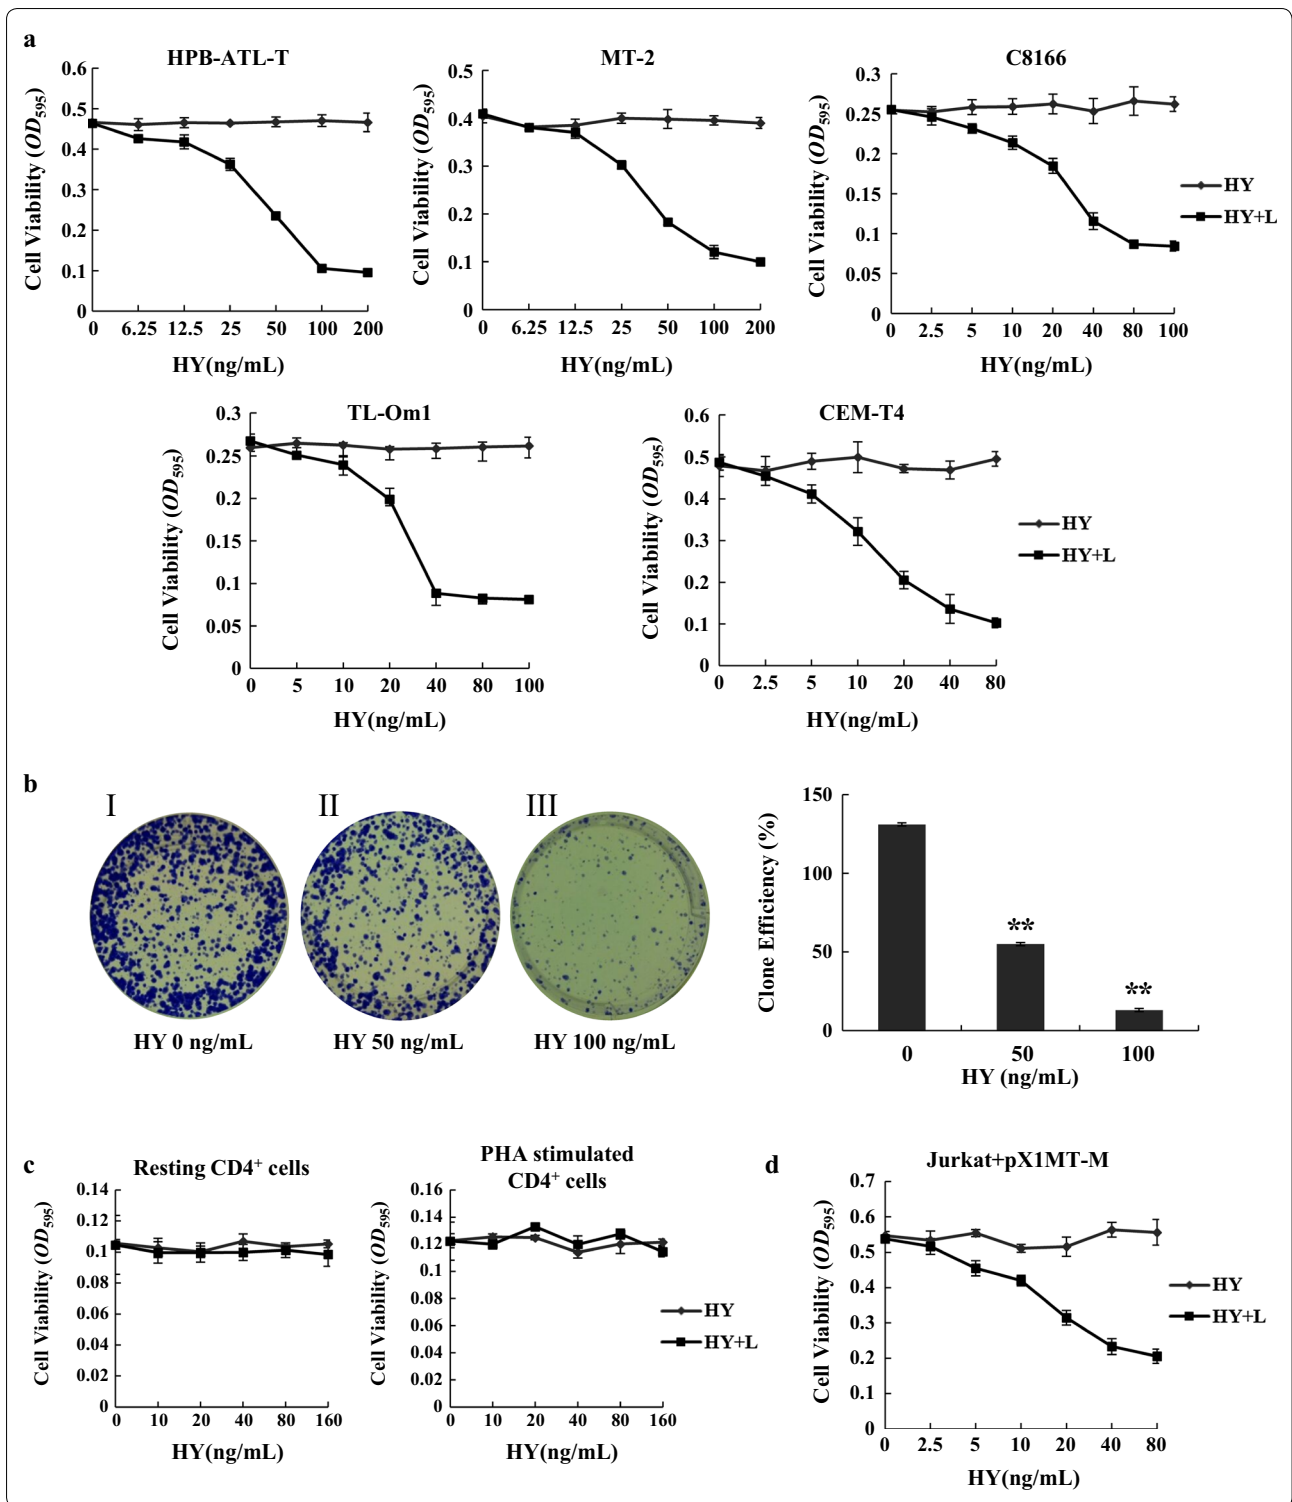 a
HPB-ATL-T
Cell Viability (OD595)
0.6
0.5
0.4
0.3
0.2
0.1
0
0 6.25 12.5 25 50 100 200
HY(ng/mL)
MT-2
Cell Viability (OD595)
0.5
0.4
0.3
0.2
0.1
0
0 6.25 12.5 25 50 100 200
HY(ng/mL)
C8166
Cell Viability (OD595)
0.3
0.25
0.2
0.15
0.1
0.05
0
0 2.5 5 10 20 40 80 100
HY(ng/mL)
HY
HY+L
TL-Om1
Cell Viability (OD595)
0.3
0.25
0.2
0.15
0.1
0.05
0
0 5 10 20 40 80 100
HY(ng/mL)
CEM-T4
Cell Viability (OD595)
0.6
0.5
0.4
0.3
0.2
0.1
0
0 2.5 5 10 20 40 80
HY(ng/mL)
HY
HY+L
b
I II III
HY 0 ng/mL HY 50 ng/mL HY 100 ng/mL
Clone Efficiency (%)
150
100
50
0
**
**
0 50 100
HY (ng/mL)
c
Resting CD4+ cells
Cell Viability (OD595)
0.14
0.12
0.1
0.08
0.06
0.04
0.02
0
0 10 20 40 80 160
HY(ng/mL)
PHA stimulated
CD4+ cells
Cell Viability (OD595)
0.16
0.14
0.12
0.1
0.08
0.06
0.04
0.02
0
0 10 20 40 80 160
HY(ng/mL)
HY
HY+L
d
Jurkat+pX1MT-M
Cell Viability (OD595)
0.7
0.6
0.5
0.4
0.3
0.2
0.1
0
0 2.5 5 10 20 40 80
HY(ng/mL)
HY
HY+L